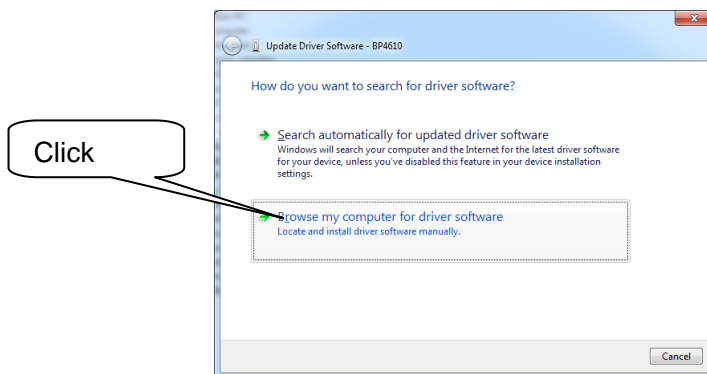 Update Driver Software - BP4610
How do you want to search for driver software?
Search automatically for updated driver software
Windows will search your computer and the Internet for the latest driver software
for your device, unless you've disabled this feature in your device installation
settings.
Click
Browse my computer for driver software
Locate and install driver software manually.
Cancel